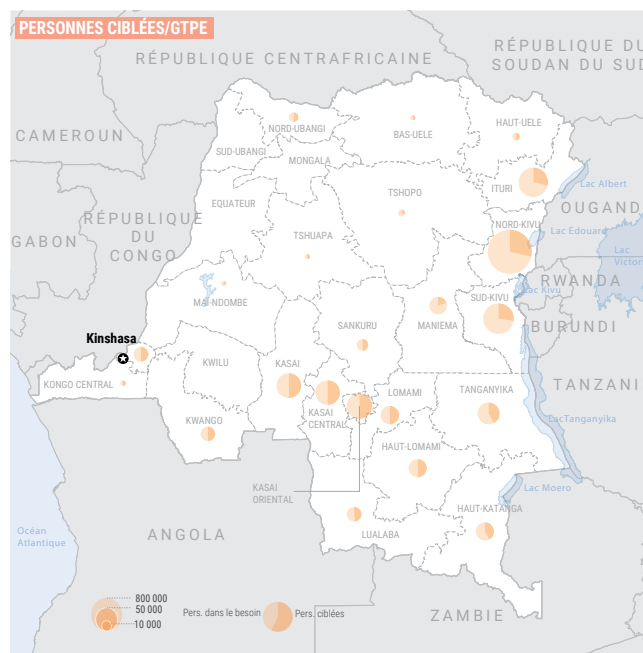 PERSONNES CIBLÉES/GTPE
RÉPUBLIQUE CENTRAFRICAINE
RÉPUBLIQUE DU
SOUDAN DU SUD
CAMEROUN
NORD-UBANGI
BAS-UELE
HAUT-UELE
SUD-UBANGI
MONGALA
ITURI
Lac Albert
TSHOPO
EQUATEUR
OUGAND
RÉPUBLIQUE
DU
CONGO
NORD-KIVU
Lac Edouard
GABON
TSHUAPA
Lac
Victor
RWANDA
Lac Kivu
MAI-NDOMBE
SUD-KIVU
SANKURU
MANIEMA
BURUNDI
Kinshasa
KWILU
KASAI
KONGO CENTRAL
LOMAMI
TANGANYIKA
TANZANI
KASAI
CENTRAL
LacTanganyika
KWANGO
HAUT-LOMAMI
KASAI
ORIENTAL
Lac Moero
HAUT-KATANGA
Océan
Atlantique
ANGOLA
LUALABA
800 000
50 000
10 000
Pers. dans le besoin
Pers. ciblées
ZAMBIE